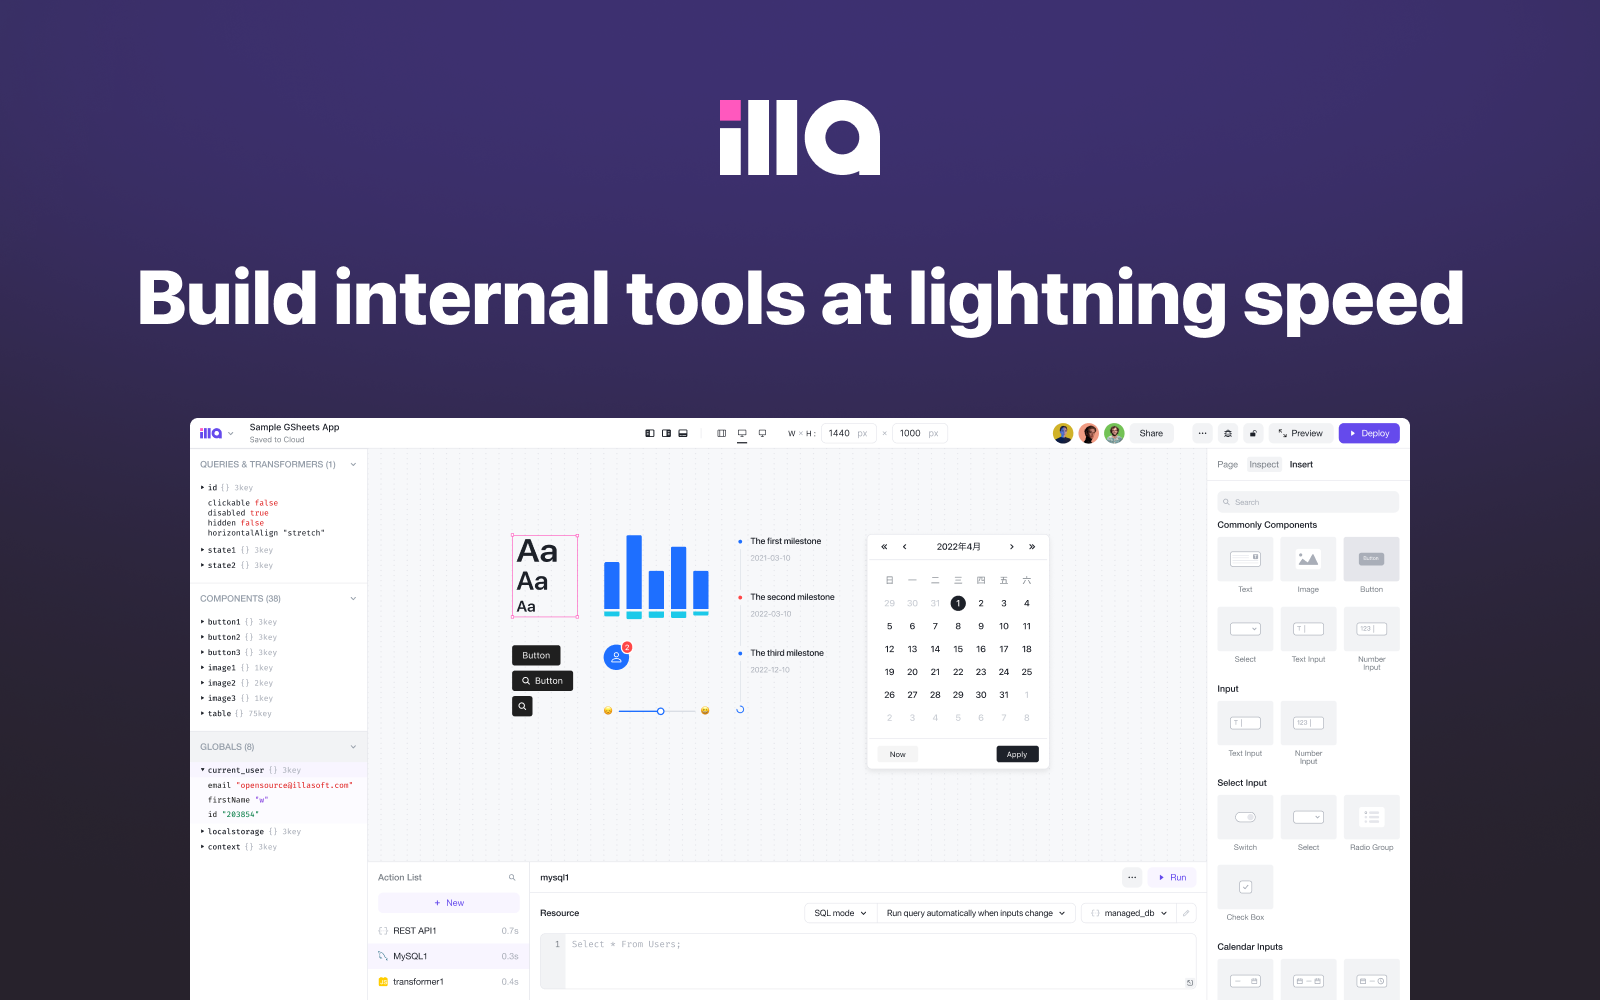 illa
Build internal tools at lightning speed
illa
Sample GSheets App
Saved to Cloud
W × H :
1440 px
×
1000 px
Share
Preview
Deploy
QUERIES & TRANSFORMERS (1)
id {} 3key
clickable false
disabled true
hidden false
horizontalAlign "stretch"
state1 {} 3key
state2 {} 3key
COMPONENTS (38)
button1 {} 3key
button2 {} 3key
button3 {} 3key
image1 {} 1key
image2 {} 2key
image3 {} 1key
table {} 75key
GLOBALS (8)
current_user {} 3key
email "opensource@illasoft.com"
firstName "w"
id "203854"
localstorage {} 3key
context {} 3key
Aa
Aa
Aa
Button
Button
2
The first milestone
2021-03-10
The second milestone
2022-03-10
The third milestone
2022-12-10
« ‹ 2022年4月 › »
日 一 二 三 四 五 六
29 30 31 1 2 3 4
5 6 7 8 9 10 11
12 13 14 15 16 17 18
19 20 21 22 23 24 25
26 27 28 29 30 31 1
2 3 4 5 6 7 8
Now
Apply
Action List
+ New
{} REST API1 0.7s
MySQL1 0.3s
JS transformer1 0.4s
mysql1
Run
Resource
SQL mode
Run query automatically when inputs change
{} managed_db
1 Select * From Users;
Page Inspect Insert
Search
Commonly Components
Button
Text Image Button
T 123
Select Text Input Number
Input
Input
T 123
Text Input Number
Input
Select Input
Switch Select Radio Group
Check Box
Calendar Inputs